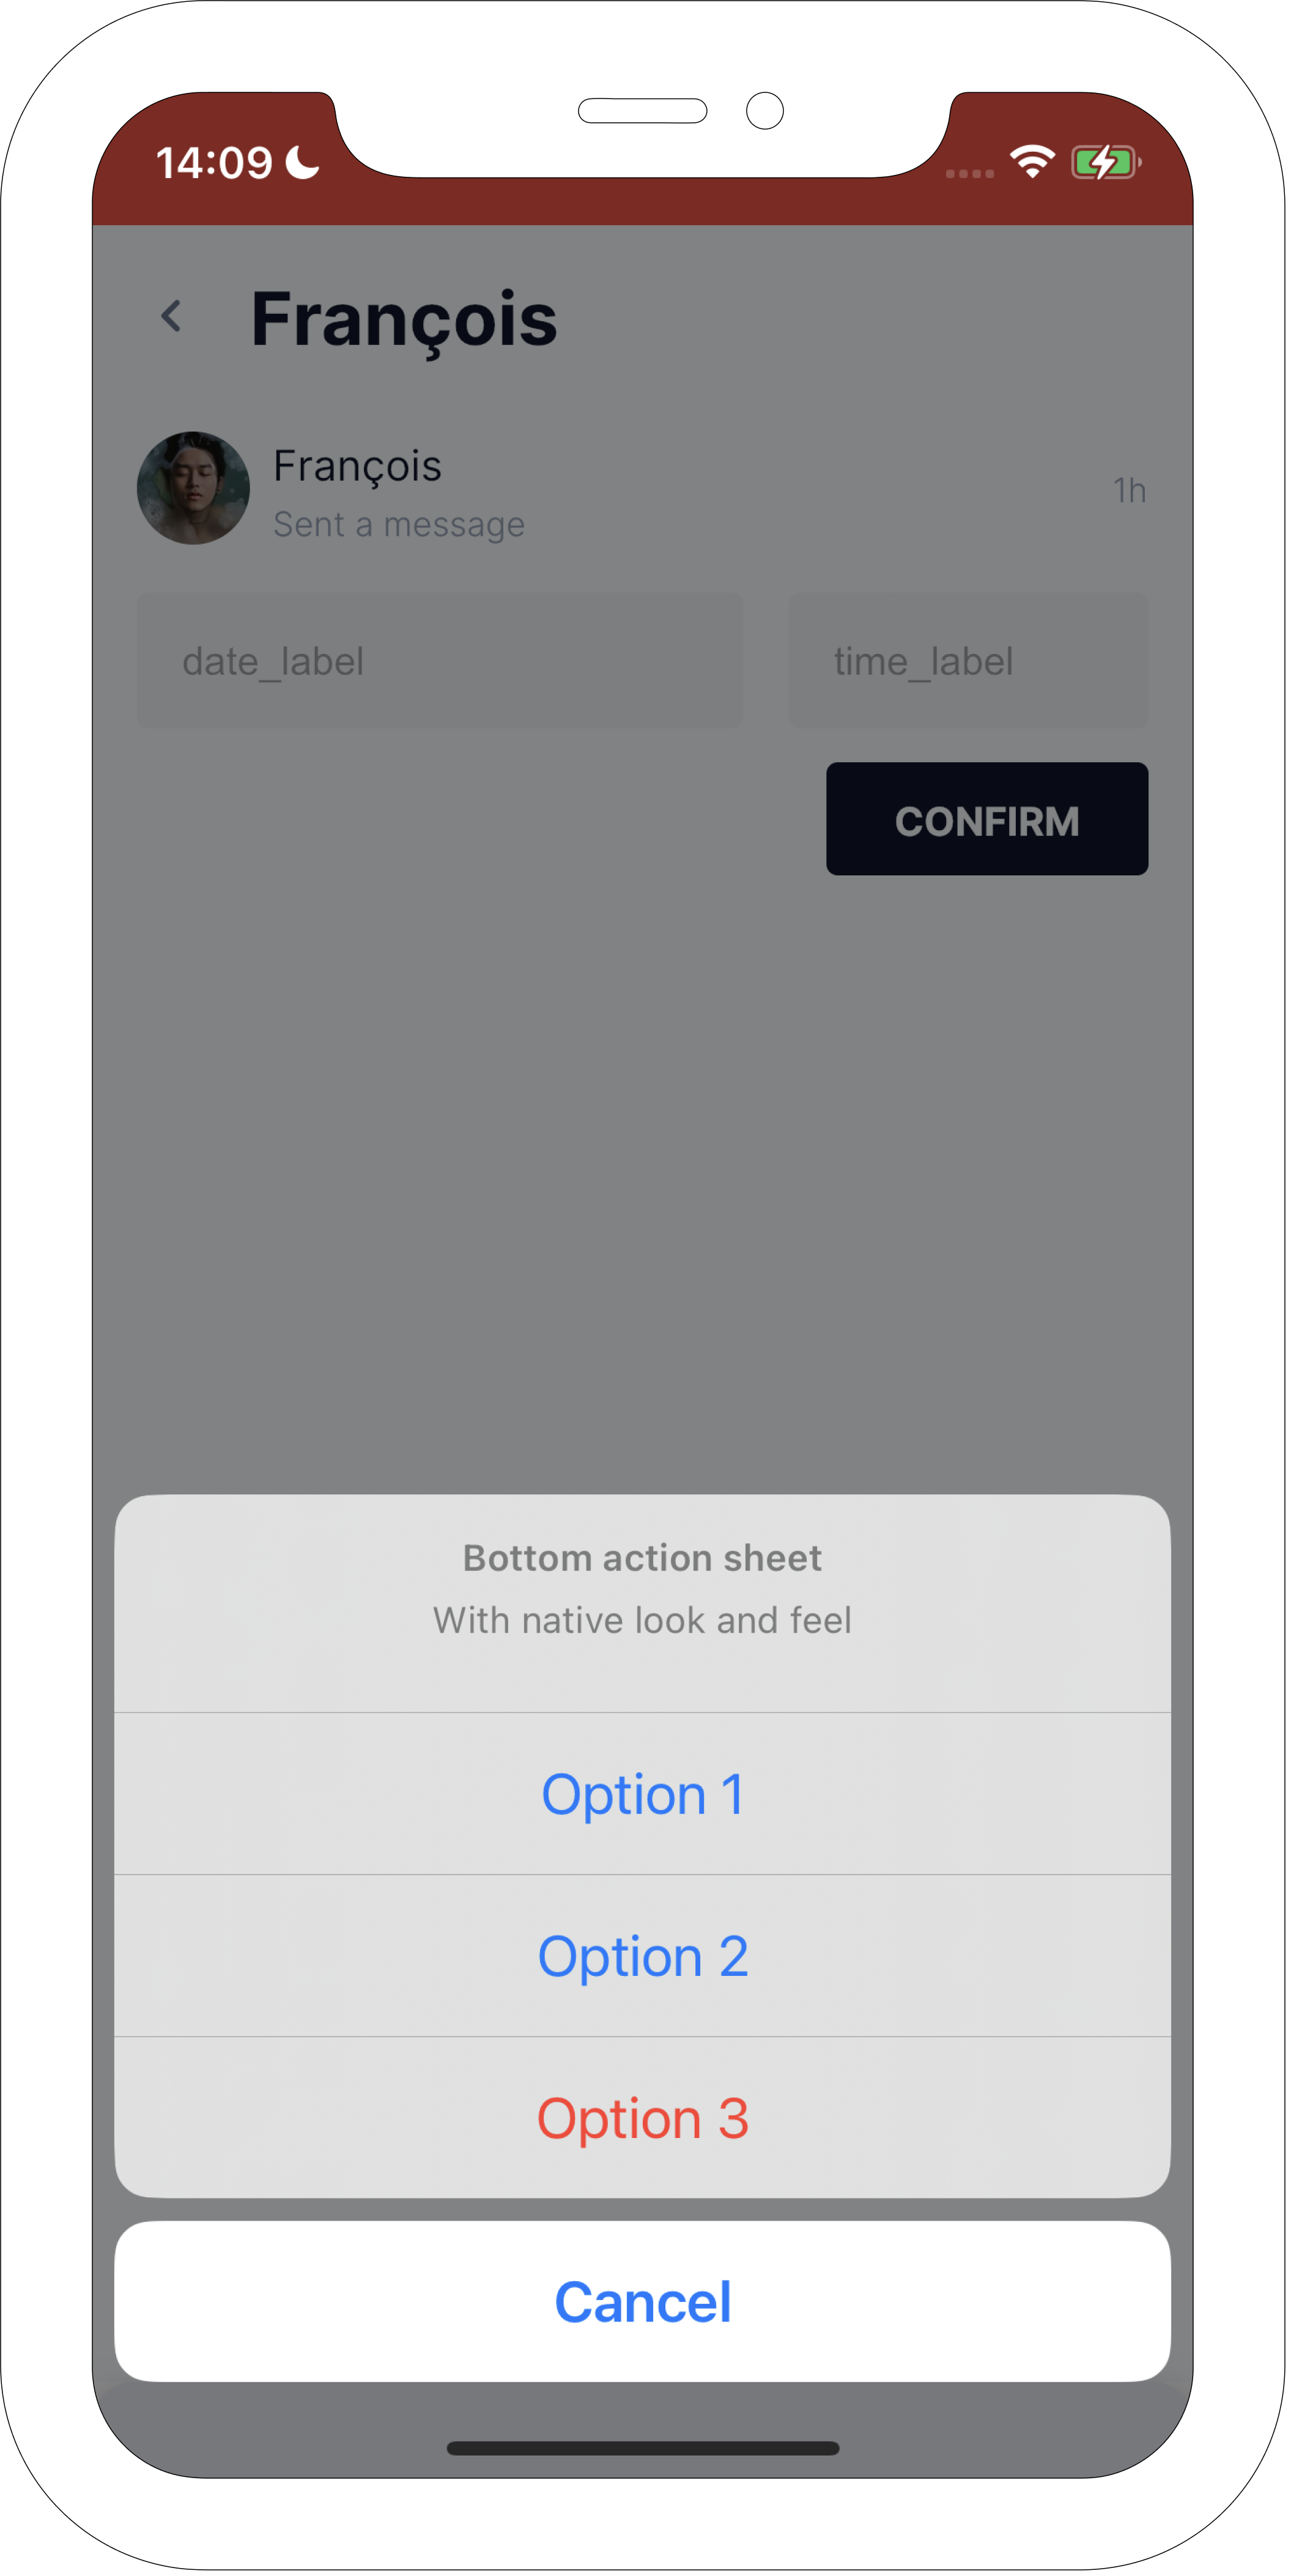 14:09
François
François
Sent a message
1h
date_label
time_label
CONFIRM
Bottom action sheet
With native look and feel
Option 1
Option 2
Option 3
Cancel